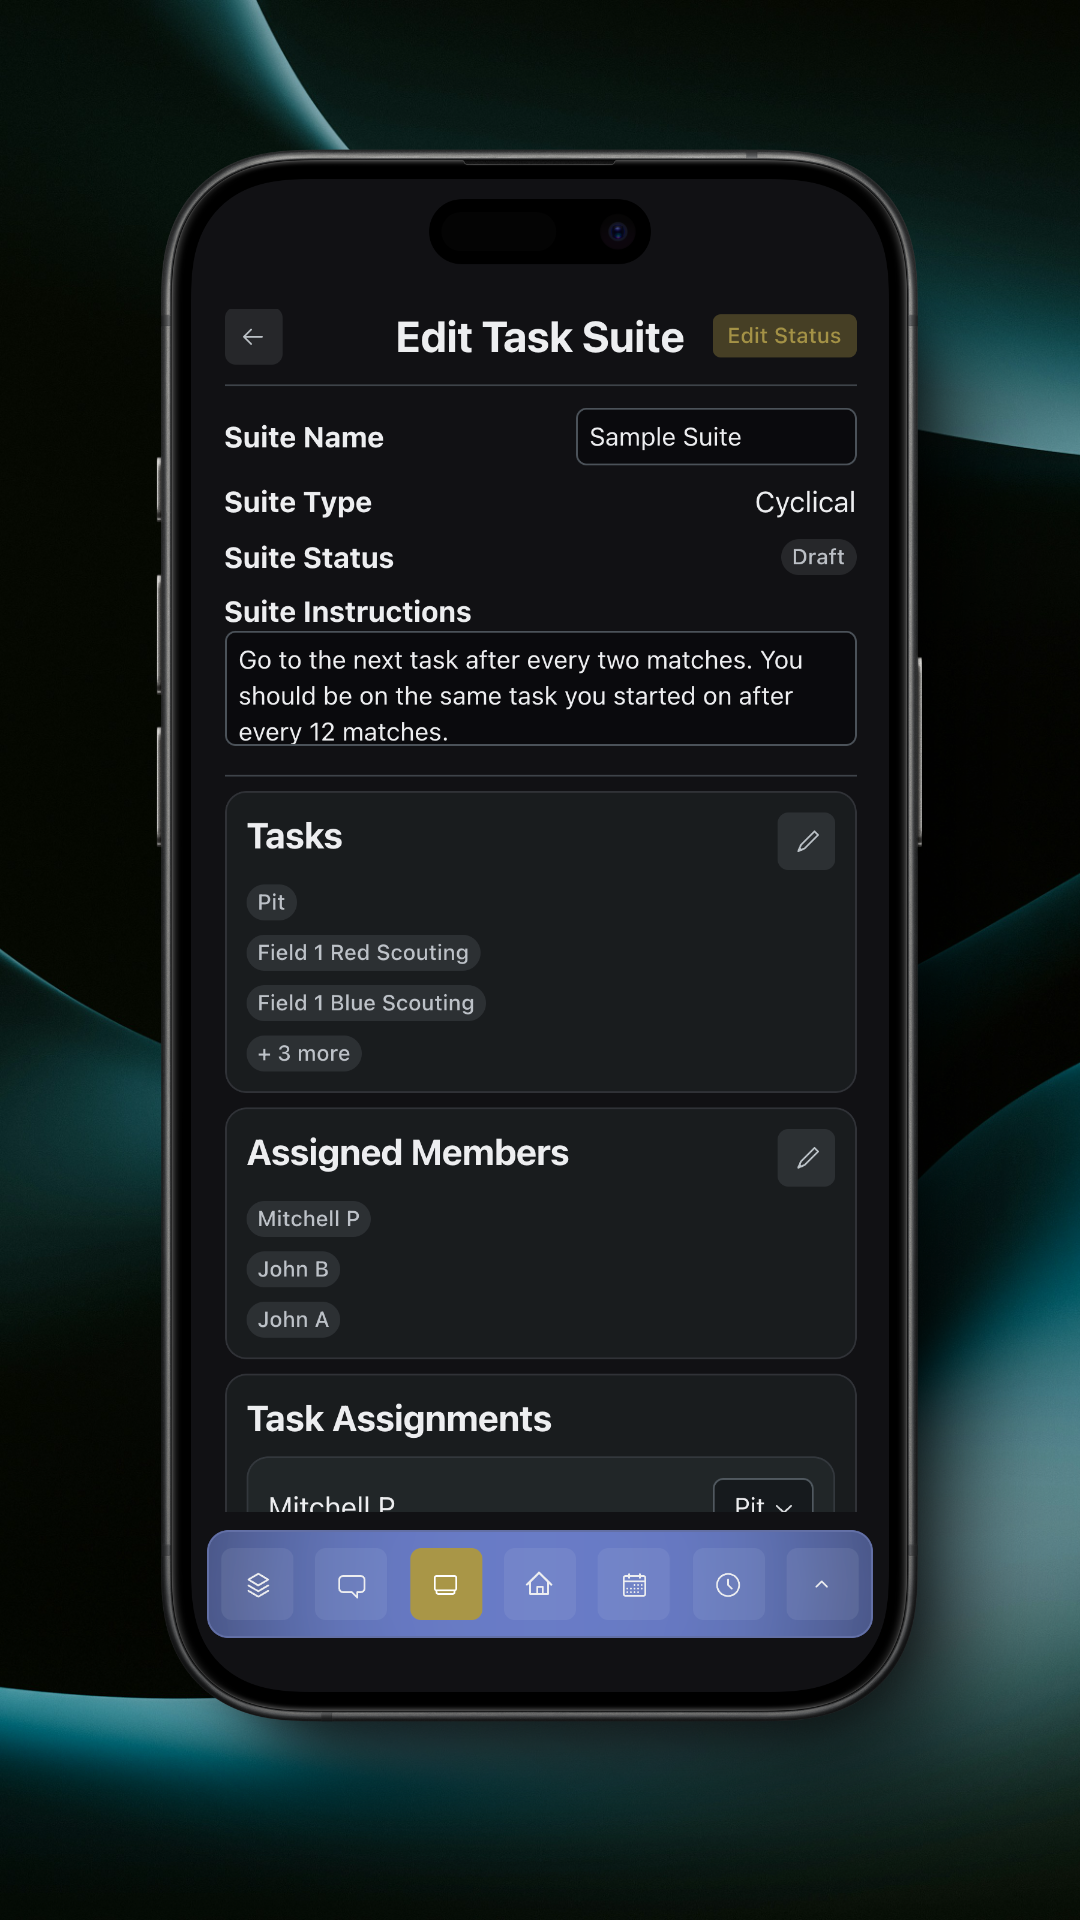 Edit Task Suite
Edit Status
Suite Name
Sample Suite
Suite Type
Cyclical
Suite Status
Draft
Suite Instructions
Go to the next task after every two matches. You
should be on the same task you started on after
every 12 matches.
Tasks
Pit
Field 1 Red Scouting
Field 1 Blue Scouting
+ 3 more
Assigned Members
Mitchell P
John B
John A
Task Assignments
Mitchell P
Pit